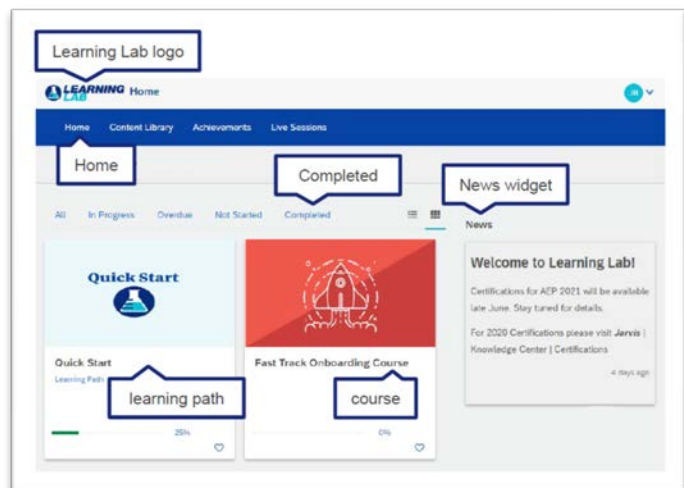 Learning Lab logo
LEARNING LAB Home
JR
Home Content Library Achievements Live Sessions
Home
Completed
News widget
All In Progress Overdue Not Started Completed
News
Quick Start
Welcome to Learning Lab!
Certifications for AEP 2021 will be available
late June. Stay tuned for details.
For 2020 Certifications please visit Jarvis |
Knowledge Center | Certifications
4 days ago
Quick Start
Learning Path
learning path
25%
Fast Track Onboarding Course
course
0%